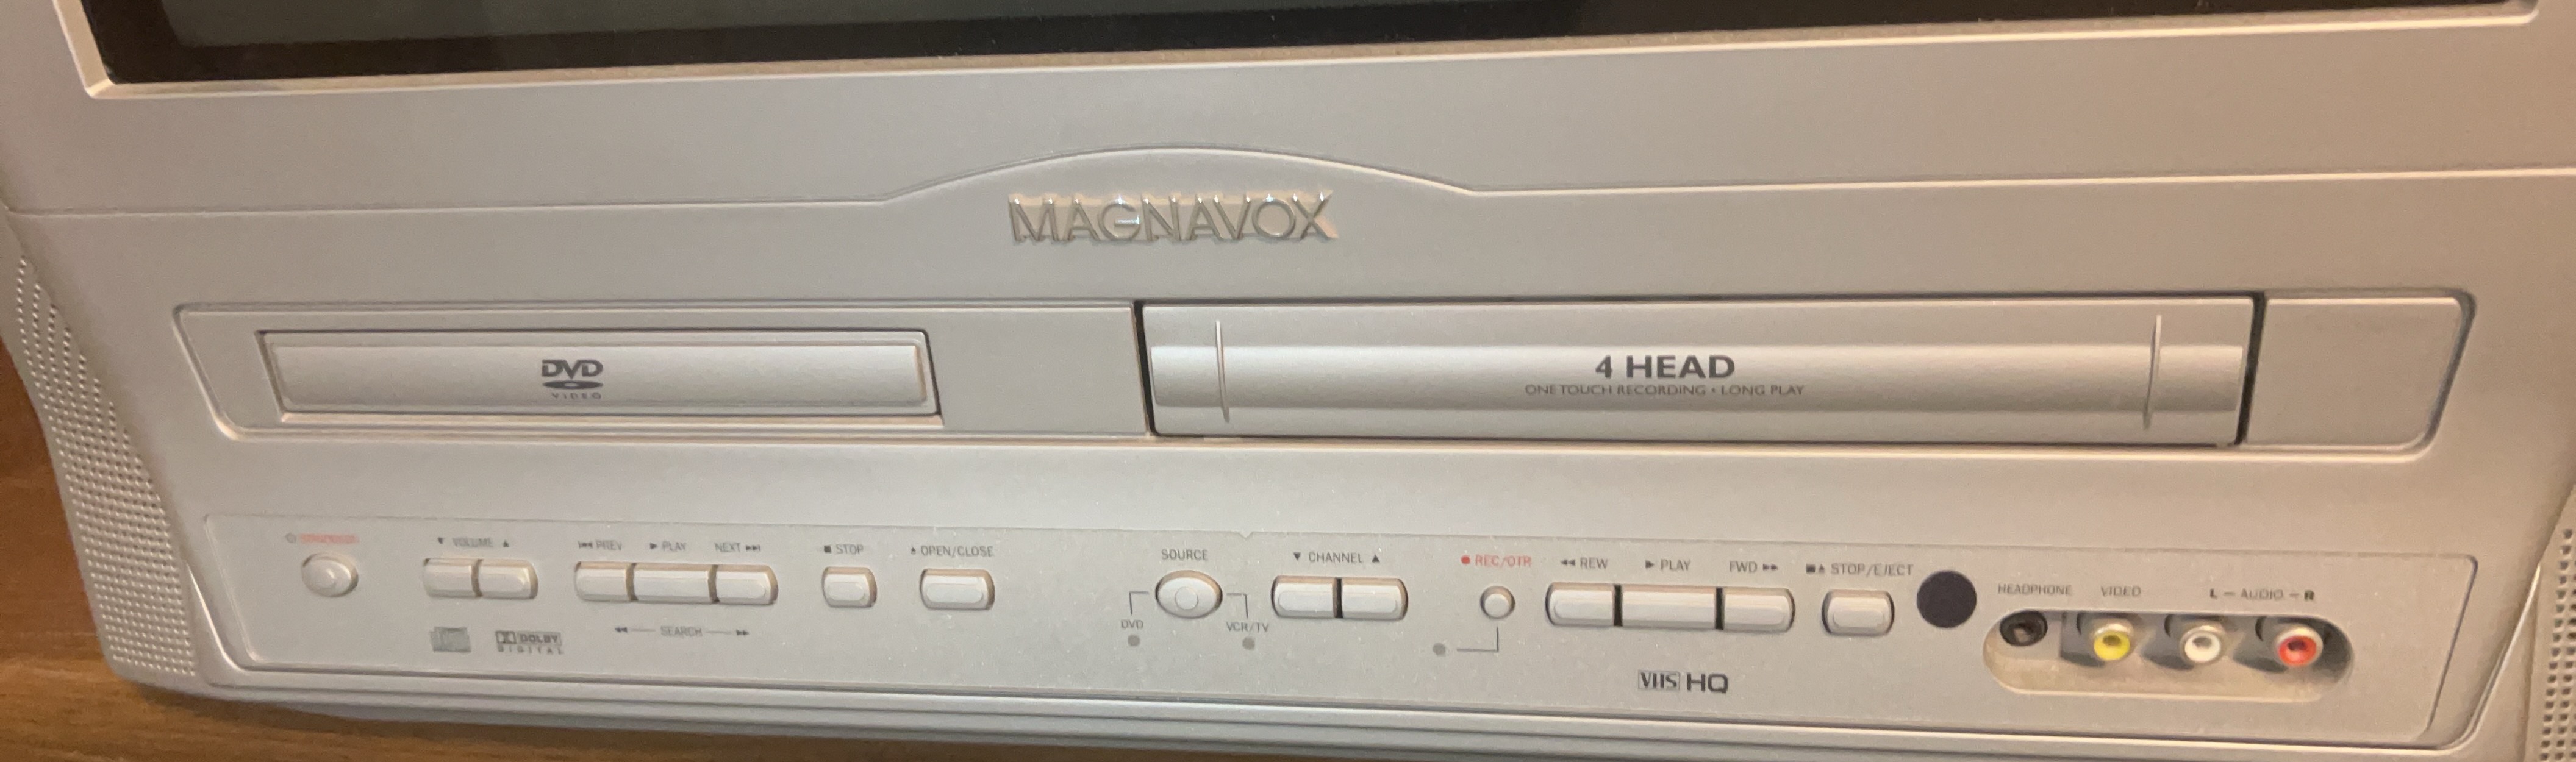 MAGNAVOX
DVD
VIDEO
4 HEAD
ONE TOUCH RECORDING • LONG PLAY
▼ VOLUME ▲
⏮ PREV
► PLAY
NEXT ⏭
■ STOP
▲ OPEN/CLOSE
SOURCE
▼ CHANNEL ▲
● REC/OTR
◄◄ REW
► PLAY
FWD ►►
■▲ STOP/EJECT
HEADPHONE
VIDEO
L – AUDIO – R
DOLBY
DIGITAL
◄◄ — SEARCH — ►►
DVD
VCR/TV
VHS HQ